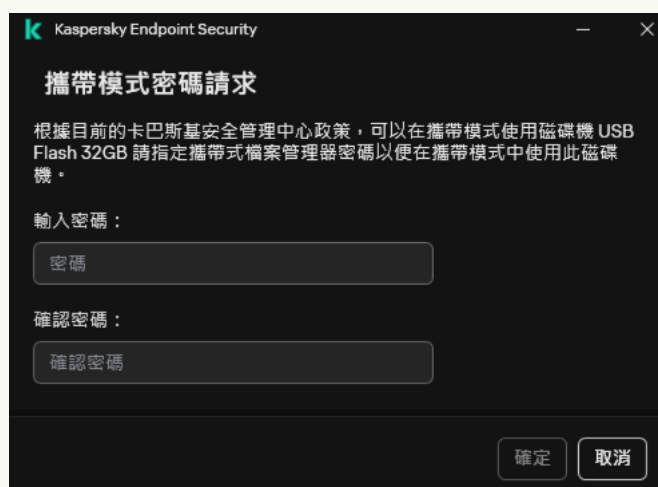 Kaspersky Endpoint Security
攜帶模式密碼請求
根據目前的卡巴斯基安全管理中心政策，可以在攜帶模式使用磁碟機 USB
Flash 32GB 請指定攜帶式檔案管理器密碼以便在攜帶模式中使用此磁碟
機。
輸入密碼：
密碼
確認密碼：
確認密碼
確定
取消